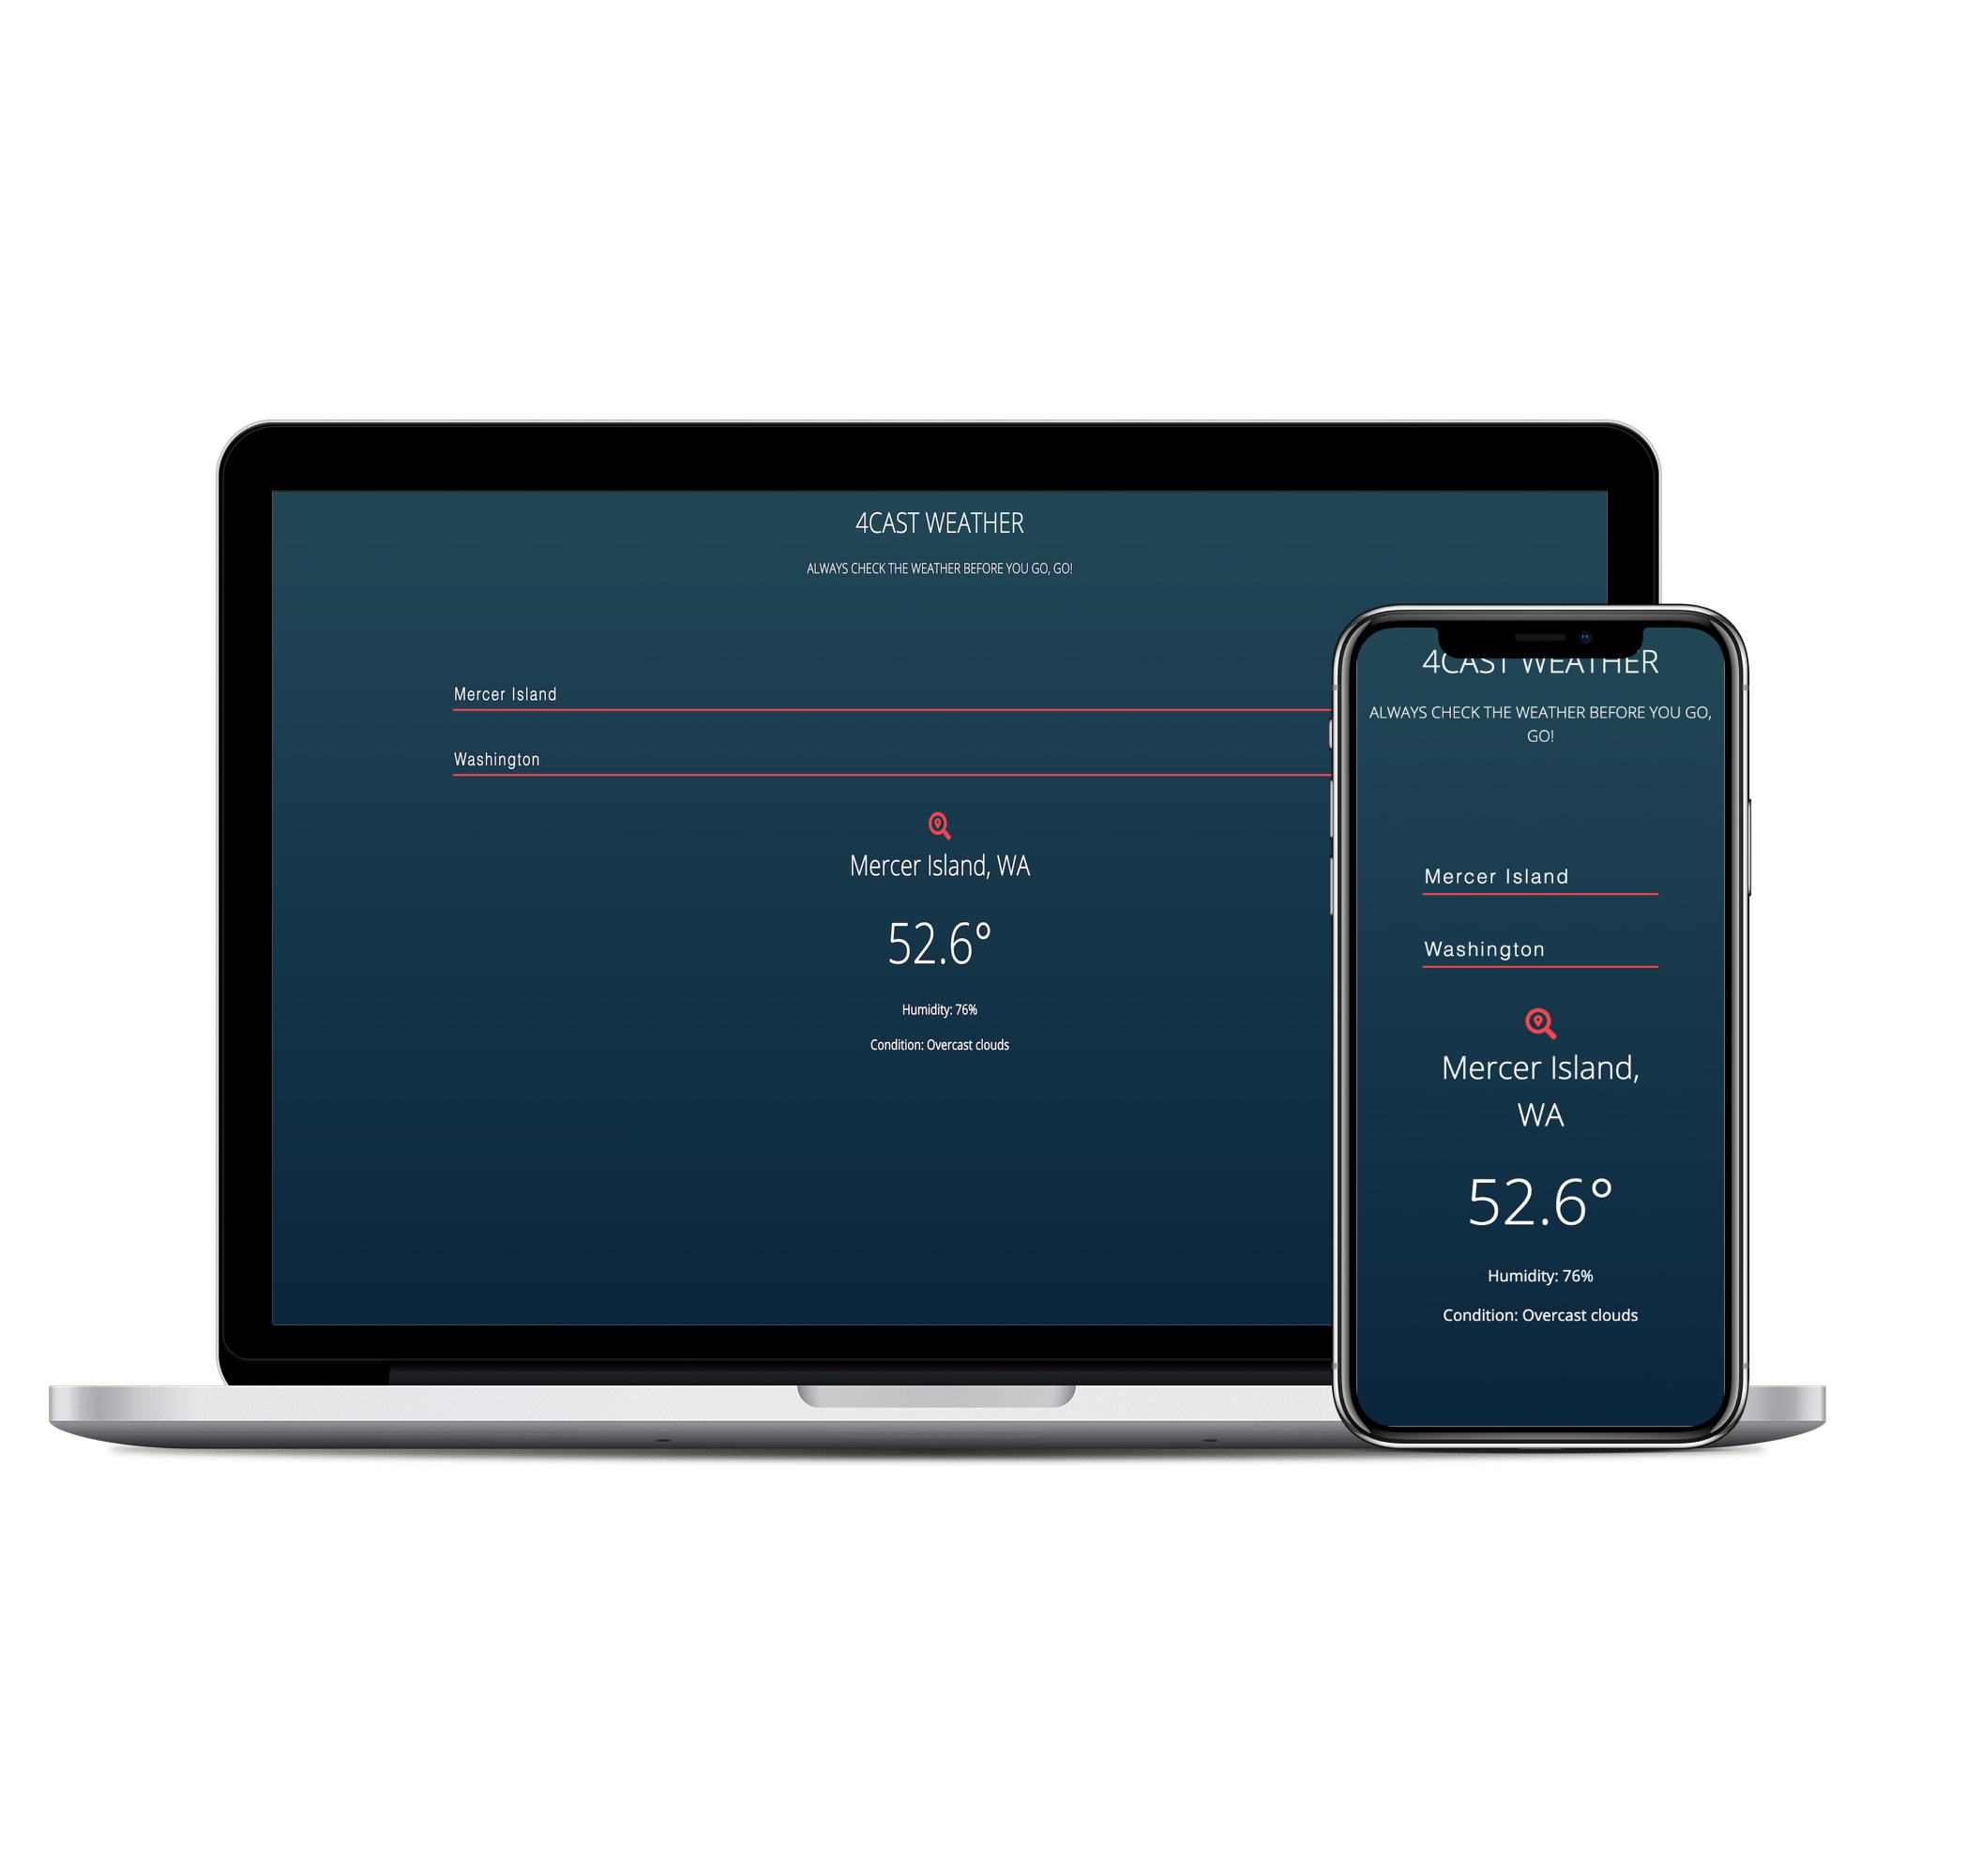 4CAST WEATHER
ALWAYS CHECK THE WEATHER BEFORE YOU GO, GO!
Mercer Island
Washington
Mercer Island, WA
52.6°
Humidity: 76%
Condition: Overcast clouds
4CAST WEATHER
ALWAYS CHECK THE WEATHER BEFORE YOU GO,
GO!
Mercer Island
Washington
Mercer Island,
WA
52.6°
Humidity: 76%
Condition: Overcast clouds